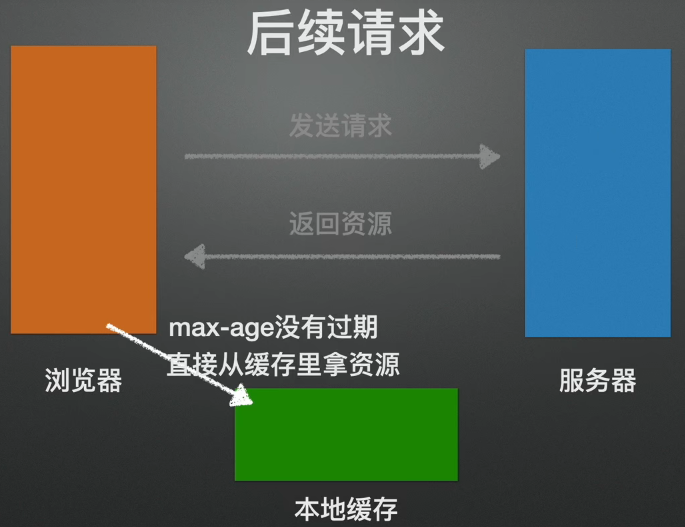 后续请求
发送请求
返回资源
max-age没有过期
直接从缓存里拿资源
浏览器
服务器
本地缓存